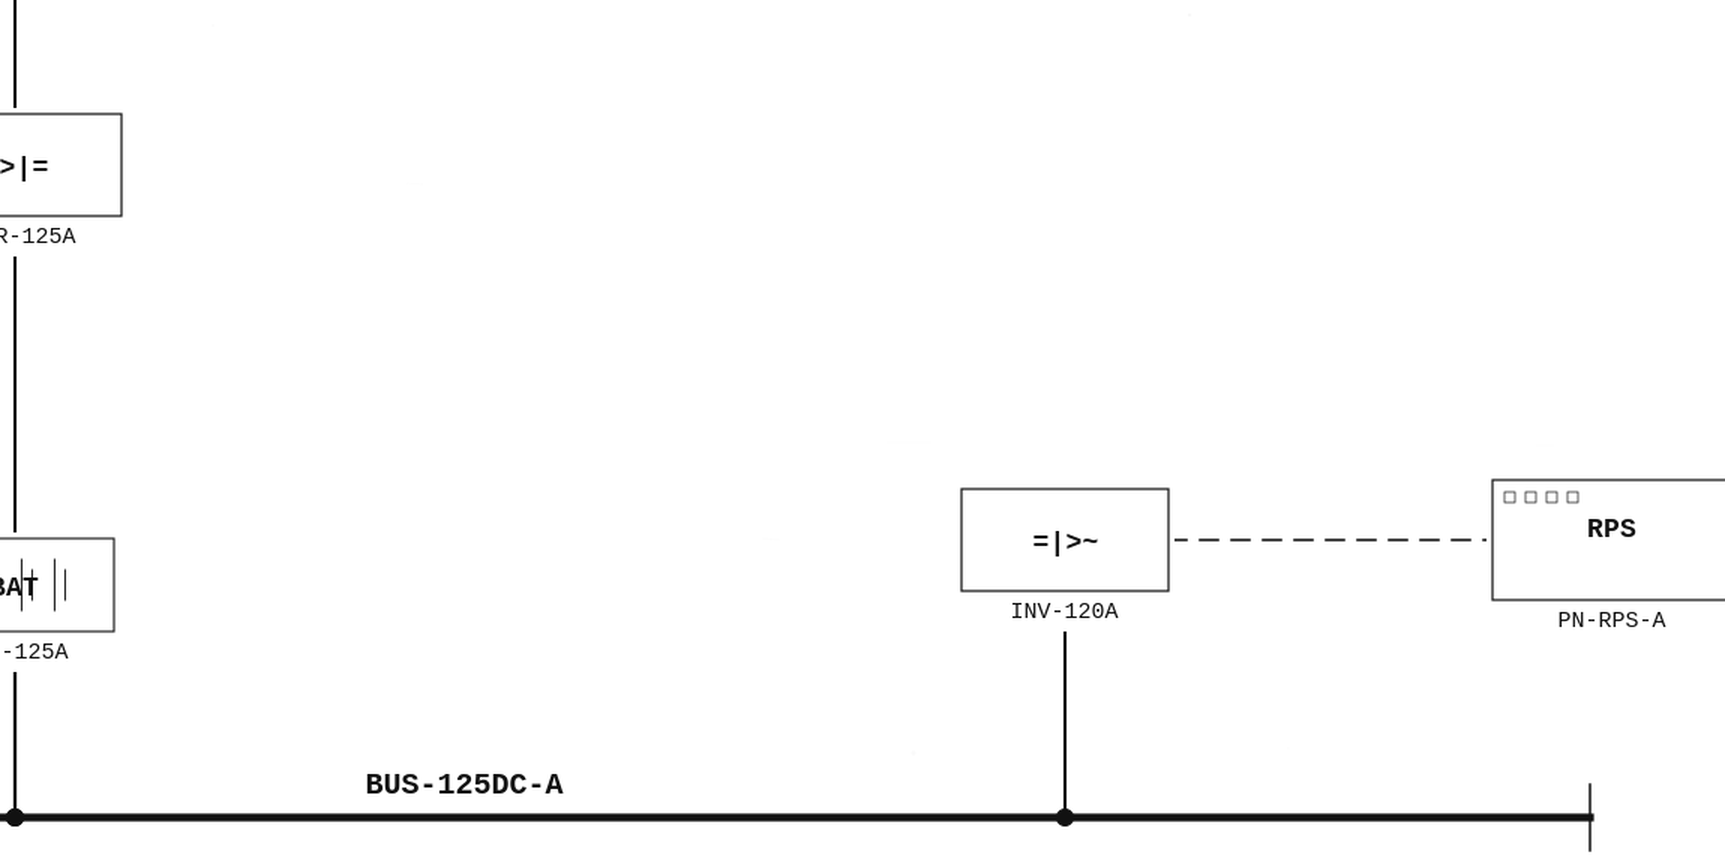 >|=
R-125A
=|>~
RPS
BAT
INV-120A
PN-RPS-A
-125A
BUS-125DC-A